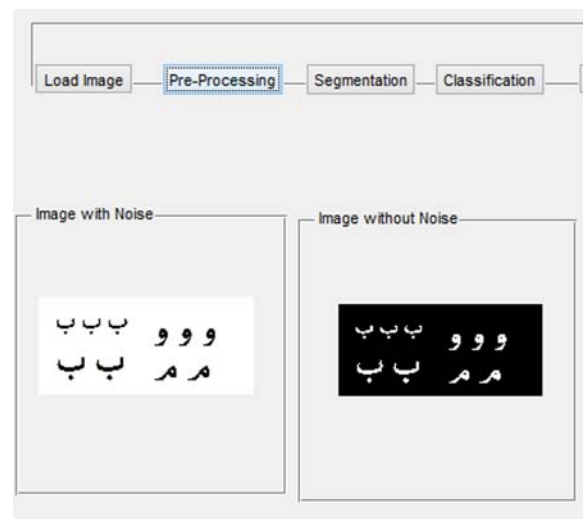 Load Image Pre-Processing Segmentation Classification
Image with Noise
و و و ب ب ب
م م ب ب
Image without Noise
و و و ب ب ب
م م ب ب